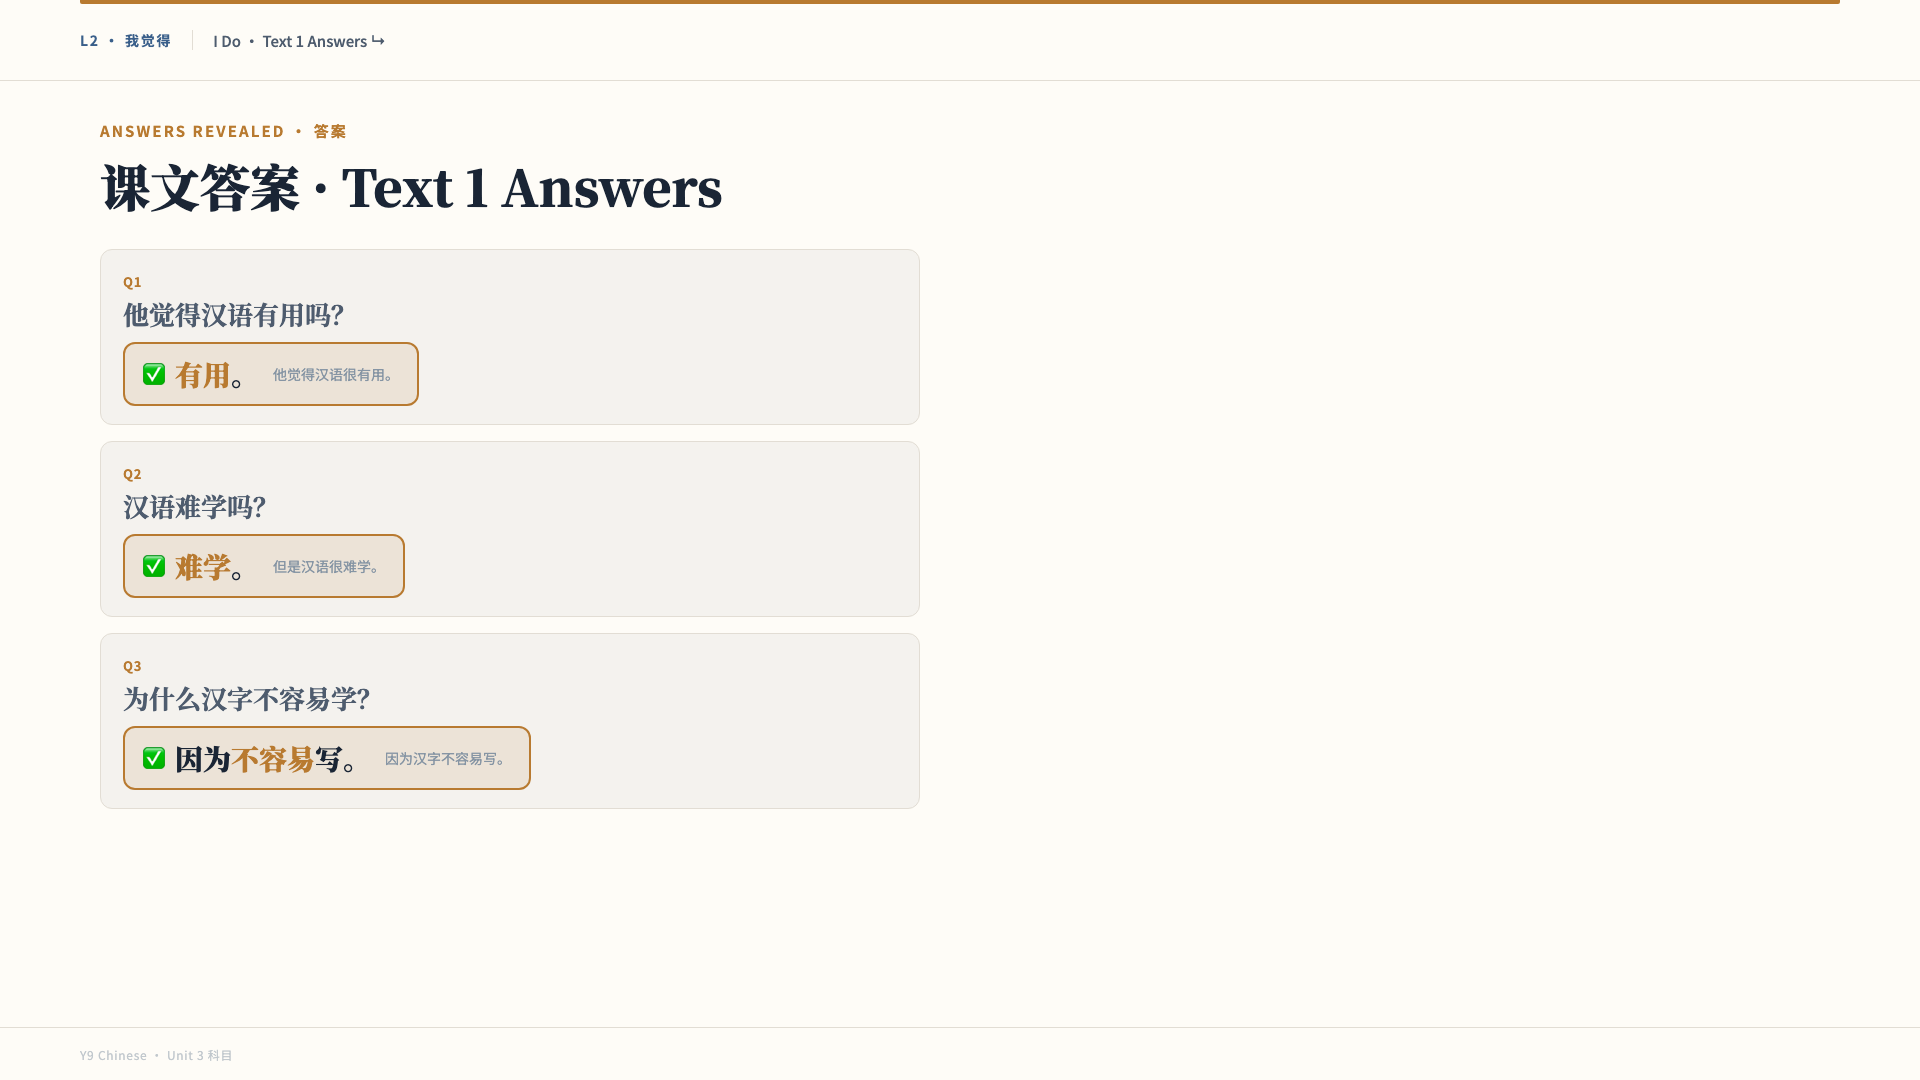 L2 · 我觉得
I Do · Text 1 Answers ↪
ANSWERS REVEALED · 答案
课文答案 · Text 1 Answers
Q1
他觉得汉语有用吗?
✅ 有用。 他觉得汉语很有用。
Q2
汉语难学吗?
✅ 难学。 但是汉语很难学。
Q3
为什么汉字不容易学?
✅ 因为不容易写。 因为汉字不容易写。
Y9 Chinese · Unit 3 科目